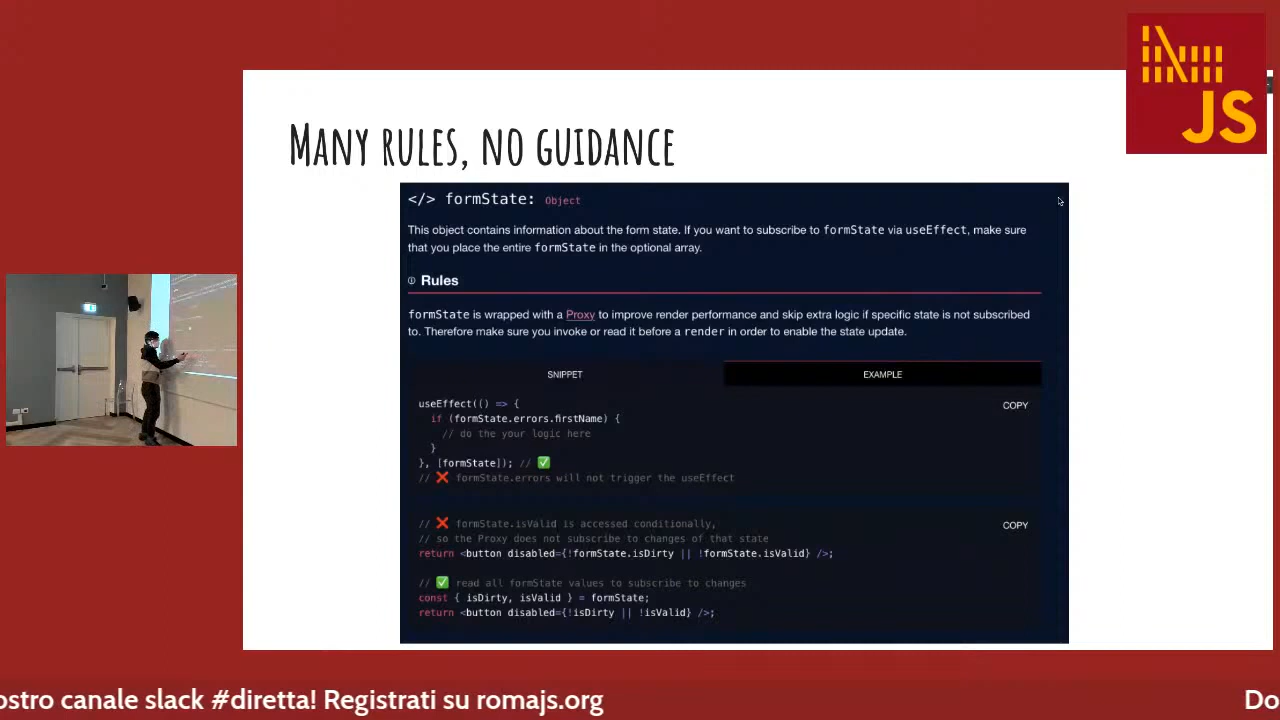 JS
MANY RULES, NO GUIDANCE
</> formState: Object
This object contains information about the form state. If you want to subscribe to formState via useEffect, make sure
that you place the entire formState in the optional array.
Rules
formState is wrapped with a Proxy to improve render performance and skip extra logic if specific state is not subscribed
to. Therefore make sure you invoke or read it before a render in order to enable the state update.
SNIPPET
EXAMPLE
COPY
useEffect(() => {
if (formState.errors.firstName) {
// do the your logic here
}
}, [formState]); // ✅
// ❌ formState.errors will not trigger the useEffect
COPY
// ❌ formState.isValid is accessed conditionally,
// so the Proxy does not subscribe to changes of that state
return <button disabled={!formState.isDirty || !formState.isValid} />;
// ✅ read all formState values to subscribe to changes
const { isDirty, isValid } = formState;
return <button disabled={!isDirty || !isValid} />;
ostro canale slack #diretta! Registrati su romajs.org
Do